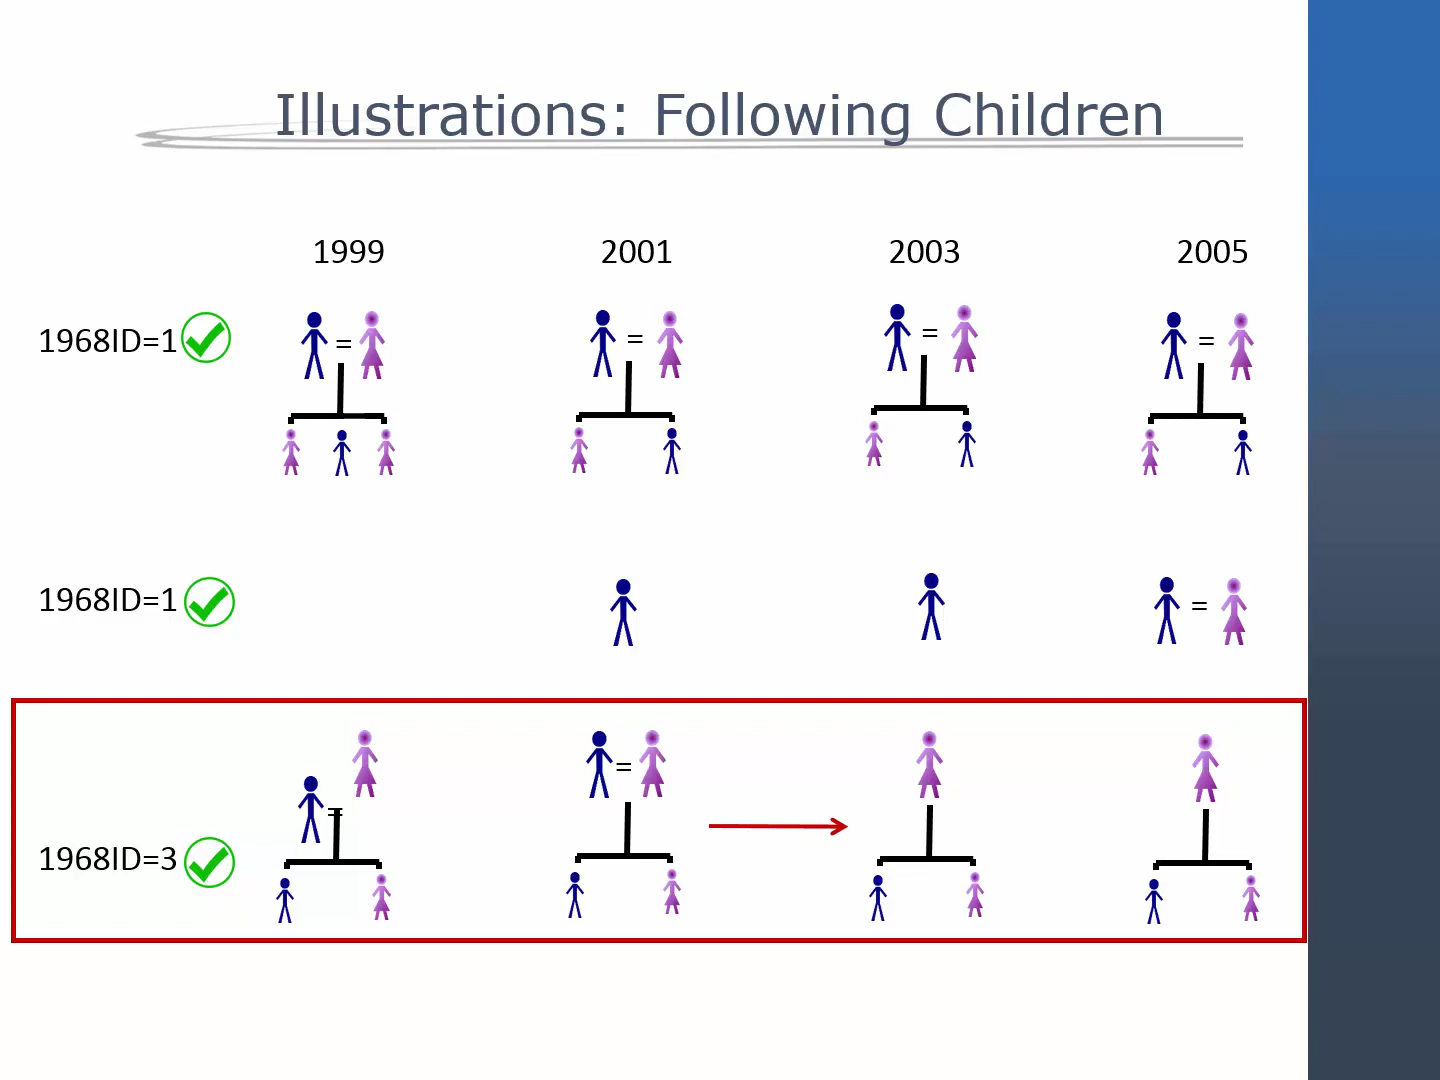 Illustrations: Following Children
1999 2001 2003 2005
1968ID=1 = = = =
1968ID=1 =
= =
1968ID=3